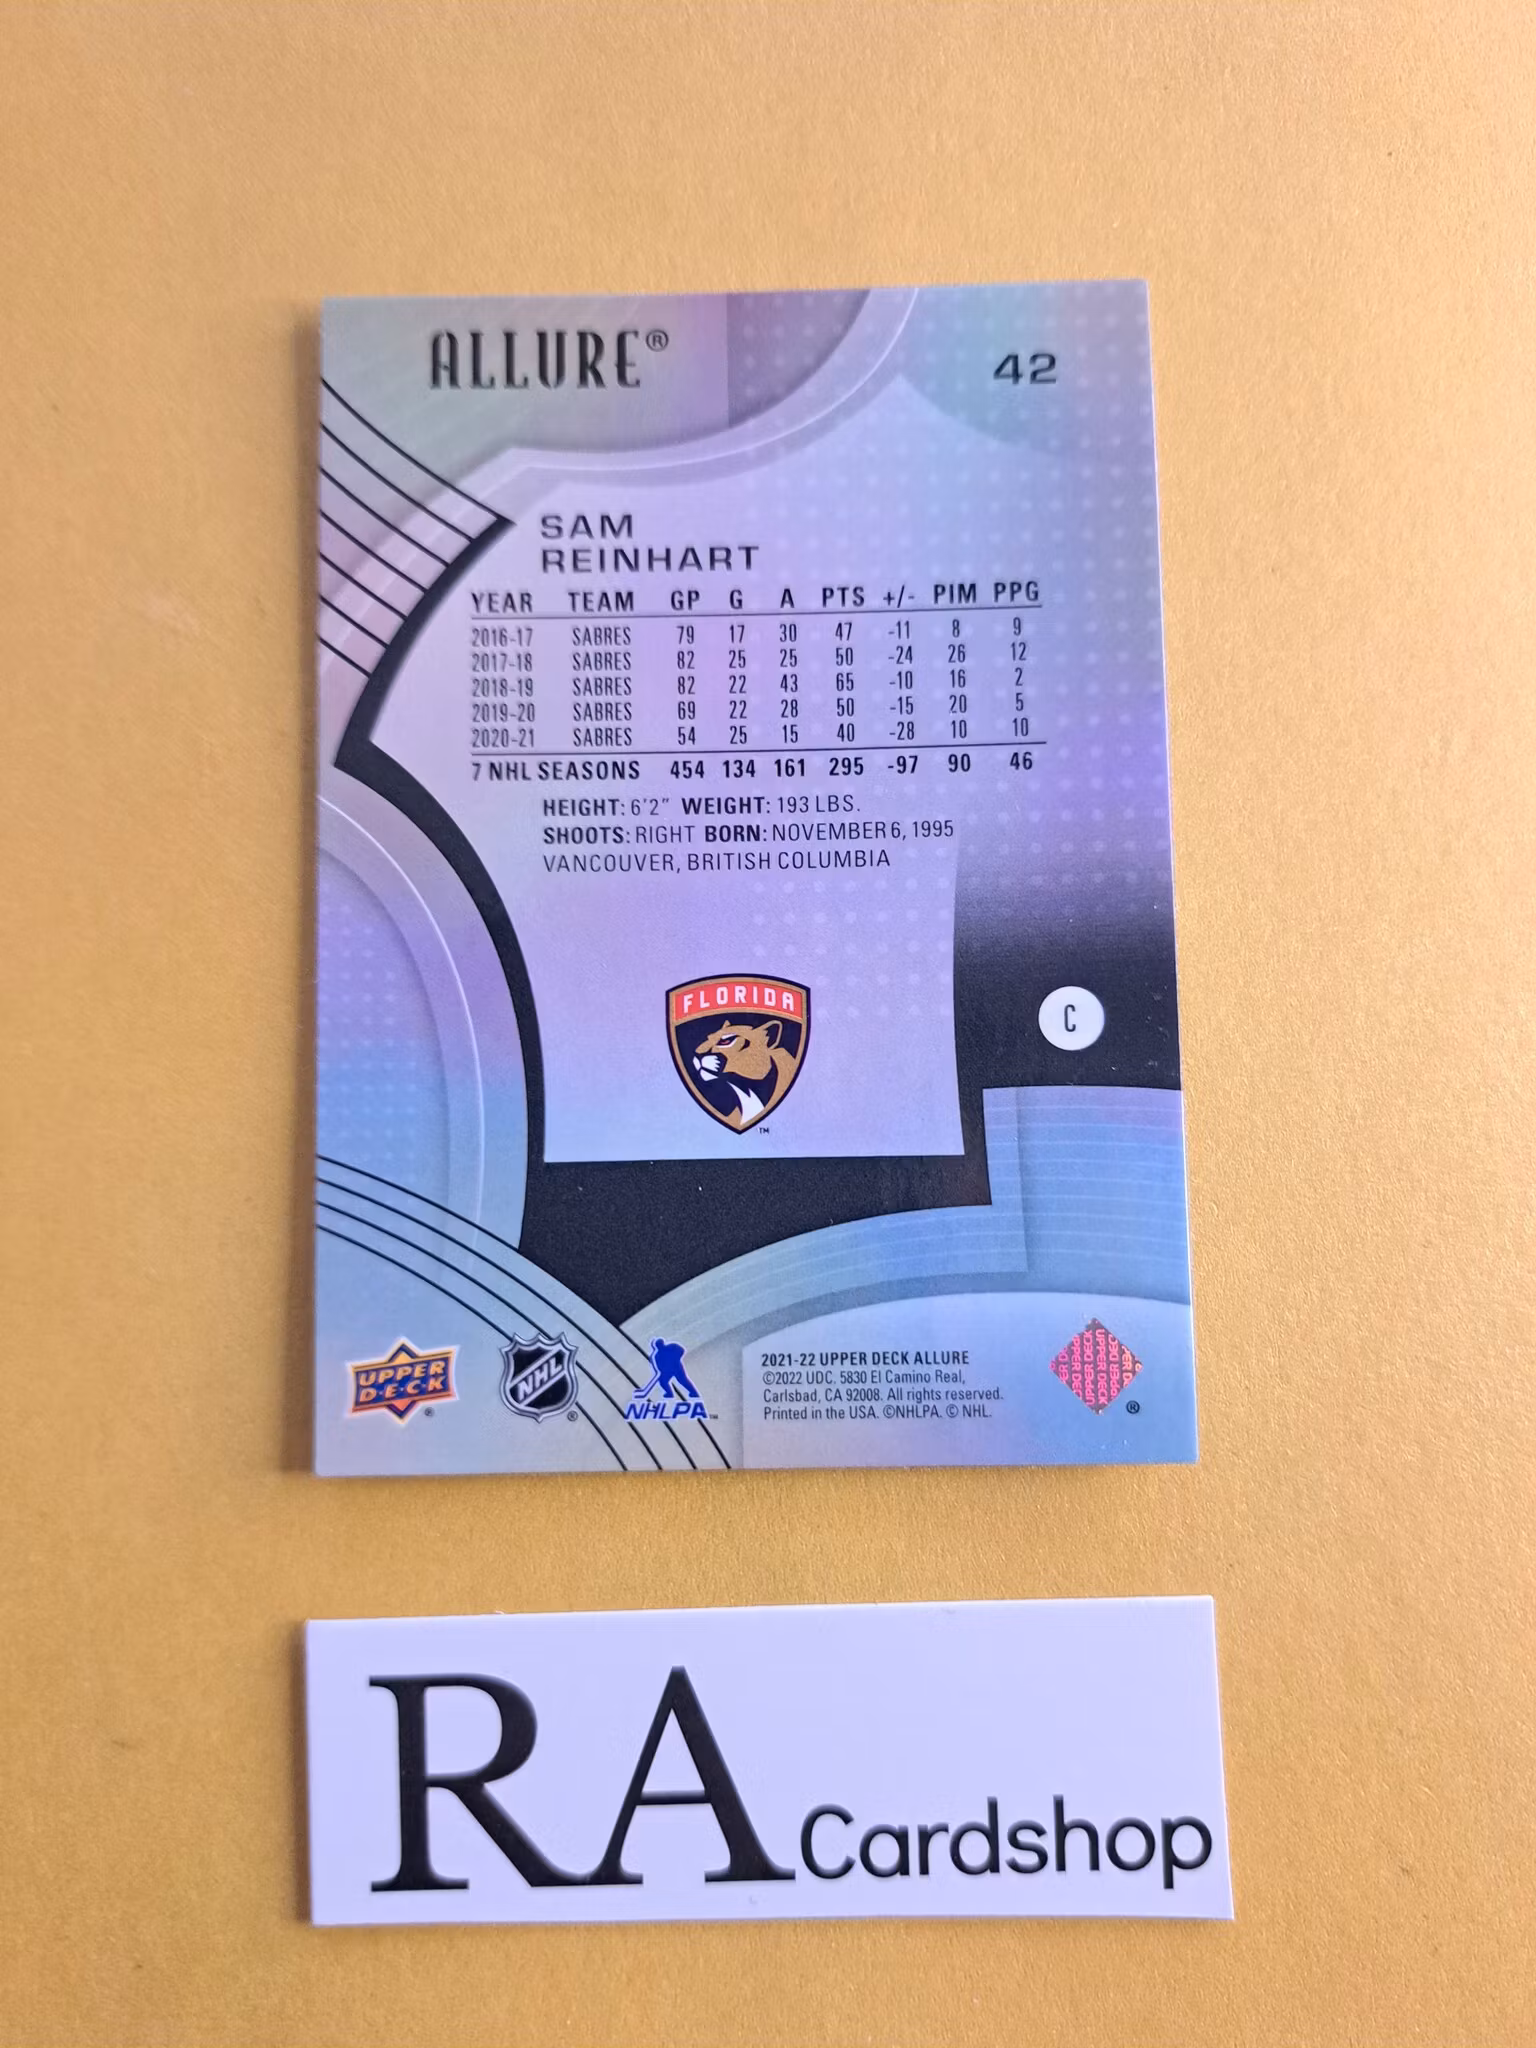 ALLURE®
42
SAM
REINHART
YEAR TEAM GP G A PTS +/- PIM PPG
2016-17 SABRES 79 17 30 47 -11 8 9
2017-18 SABRES 82 25 25 50 -24 26 12
2018-19 SABRES 82 22 43 65 -10 16 2
2019-20 SABRES 69 22 28 50 -15 20 5
2020-21 SABRES 54 25 15 40 -28 10 10
7 NHL SEASONS 454 134 161 295 -97 90 46
HEIGHT: 6'2" WEIGHT: 193 LBS.
SHOOTS: RIGHT BORN: NOVEMBER 6, 1995
VANCOUVER, BRITISH COLUMBIA
FLORIDA
TM
C
UPPER
DECK
®
NHL
®
NHLPA TM
2021-22 UPPER DECK ALLURE
©2022 UDC. 5830 El Camino Real,
Carlsbad, CA 92008. All rights reserved.
Printed in the USA. ©NHLPA. © NHL.
UPPER DECK
®
RA Cardshop